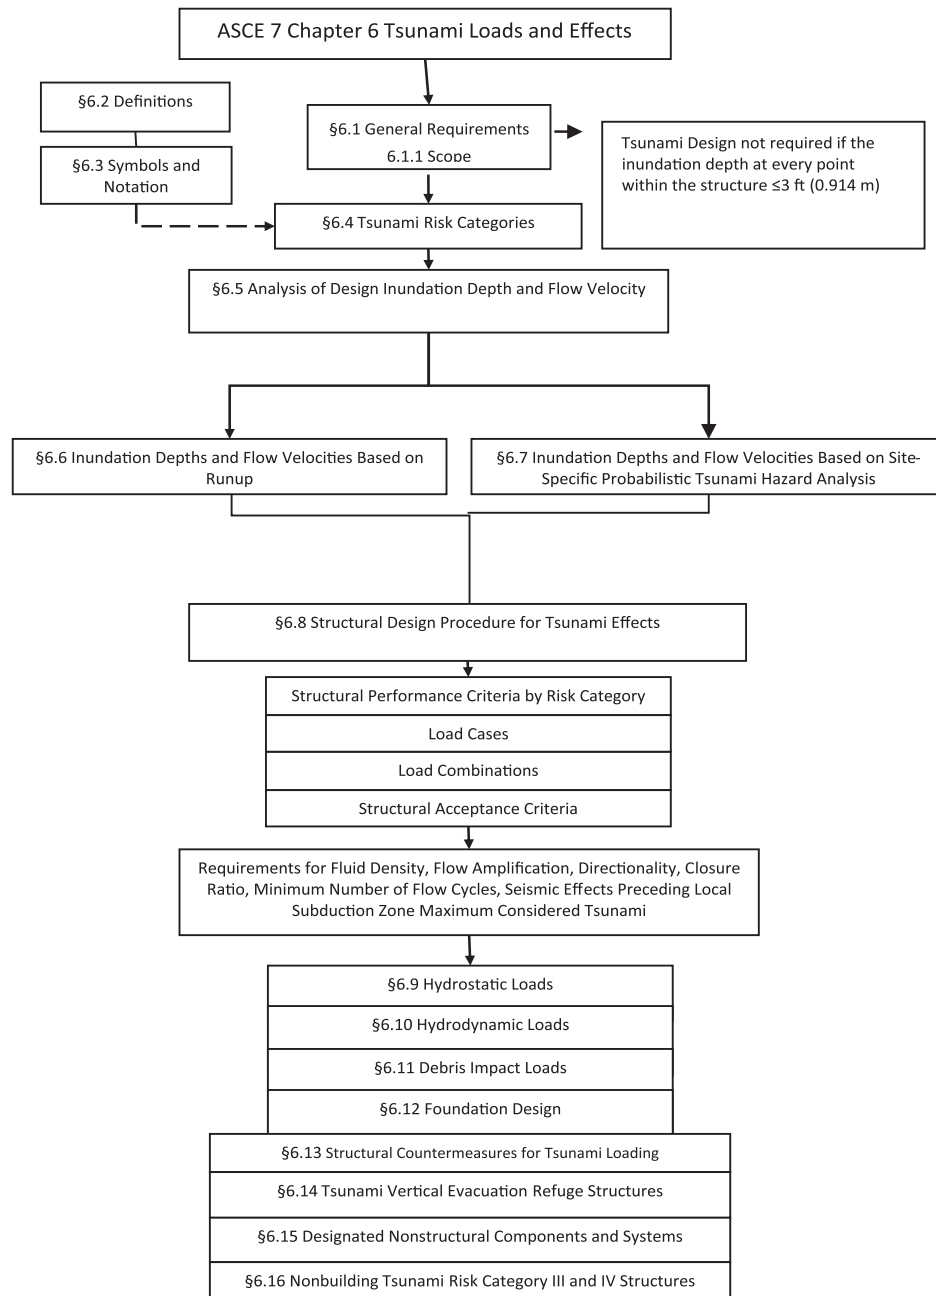 ASCE 7 Chapter 6 Tsunami Loads and Effects
§6.2 Definitions
§6.3 Symbols and
Notation
§6.1 General Requirements
6.1.1 Scope
Tsunami Design not required if the
inundation depth at every point
within the structure ≤3 ft (0.914 m)
§6.4 Tsunami Risk Categories
§6.5 Analysis of Design Inundation Depth and Flow Velocity
§6.6 Inundation Depths and Flow Velocities Based on
Runup
§6.7 Inundation Depths and Flow Velocities Based on Site-
Specific Probabilistic Tsunami Hazard Analysis
§6.8 Structural Design Procedure for Tsunami Effects
Structural Performance Criteria by Risk Category
Load Cases
Load Combinations
Structural Acceptance Criteria
Requirements for Fluid Density, Flow Amplification, Directionality, Closure
Ratio, Minimum Number of Flow Cycles, Seismic Effects Preceding Local
Subduction Zone Maximum Considered Tsunami
§6.9 Hydrostatic Loads
§6.10 Hydrodynamic Loads
§6.11 Debris Impact Loads
§6.12 Foundation Design
§6.13 Structural Countermeasures for Tsunami Loading
§6.14 Tsunami Vertical Evacuation Refuge Structures
§6.15 Designated Nonstructural Components and Systems
§6.16 Nonbuilding Tsunami Risk Category III and IV Structures